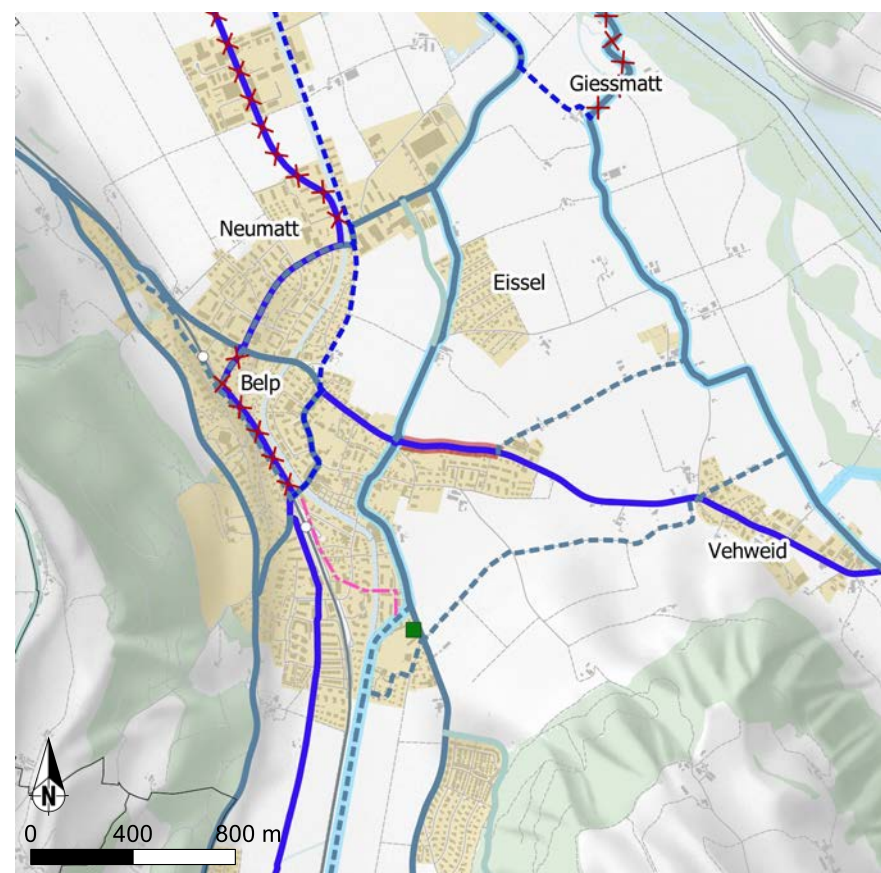 Giessmatt
Neumatt
Eissel
Belp
Vehweid
N
0 400 800 m